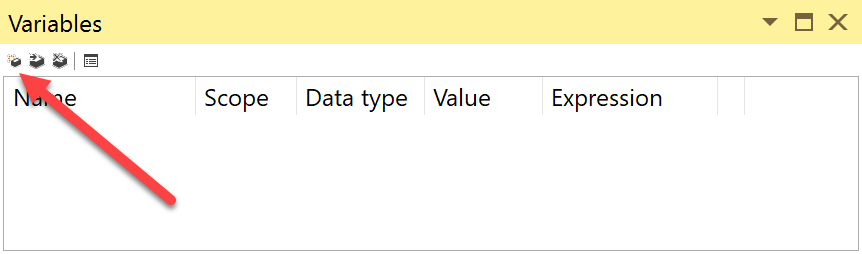 Variables
Name Scope Data type Value Expression